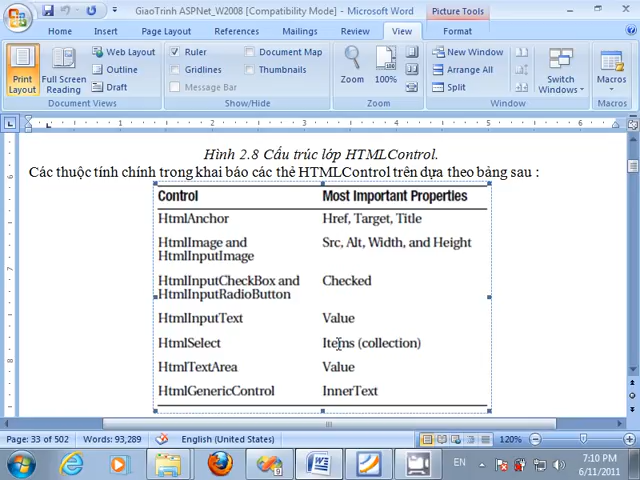 GiaoTrinh ASPNet_W2008 [Compatibility Mode] - Microsoft Word
Picture Tools
Home Insert Page Layout References Mailings Review View Format
Print Layout
Full Screen Reading
Web Layout
Outline
Draft
Document Views
Ruler
Gridlines
Message Bar
Document Map
Thumbnails
Show/Hide
Zoom
100%
Zoom
New Window
Arrange All
Split
Switch Windows
Window
Macros
Macros
Hình 2.8 Cấu trúc lớp HTMLControl.
Các thuộc tính chính trong khai báo các thẻ HTMLControl trên dựa theo bảng sau :
Control Most Important Properties
HtmlAnchor Href, Target, Title
HtmlImage and Src, Alt, Width, and Height
HtmlInputImage
HtmlInputCheckBox and Checked
HtmlInputRadioButton
HtmlInputText Value
HtmlSelect Items (collection)
HtmlTextArea Value
HtmlGenericControl InnerText
Page: 33 of 502 Words: 93,289 English (United States) 120%
EN 7:10 PM
6/11/2011